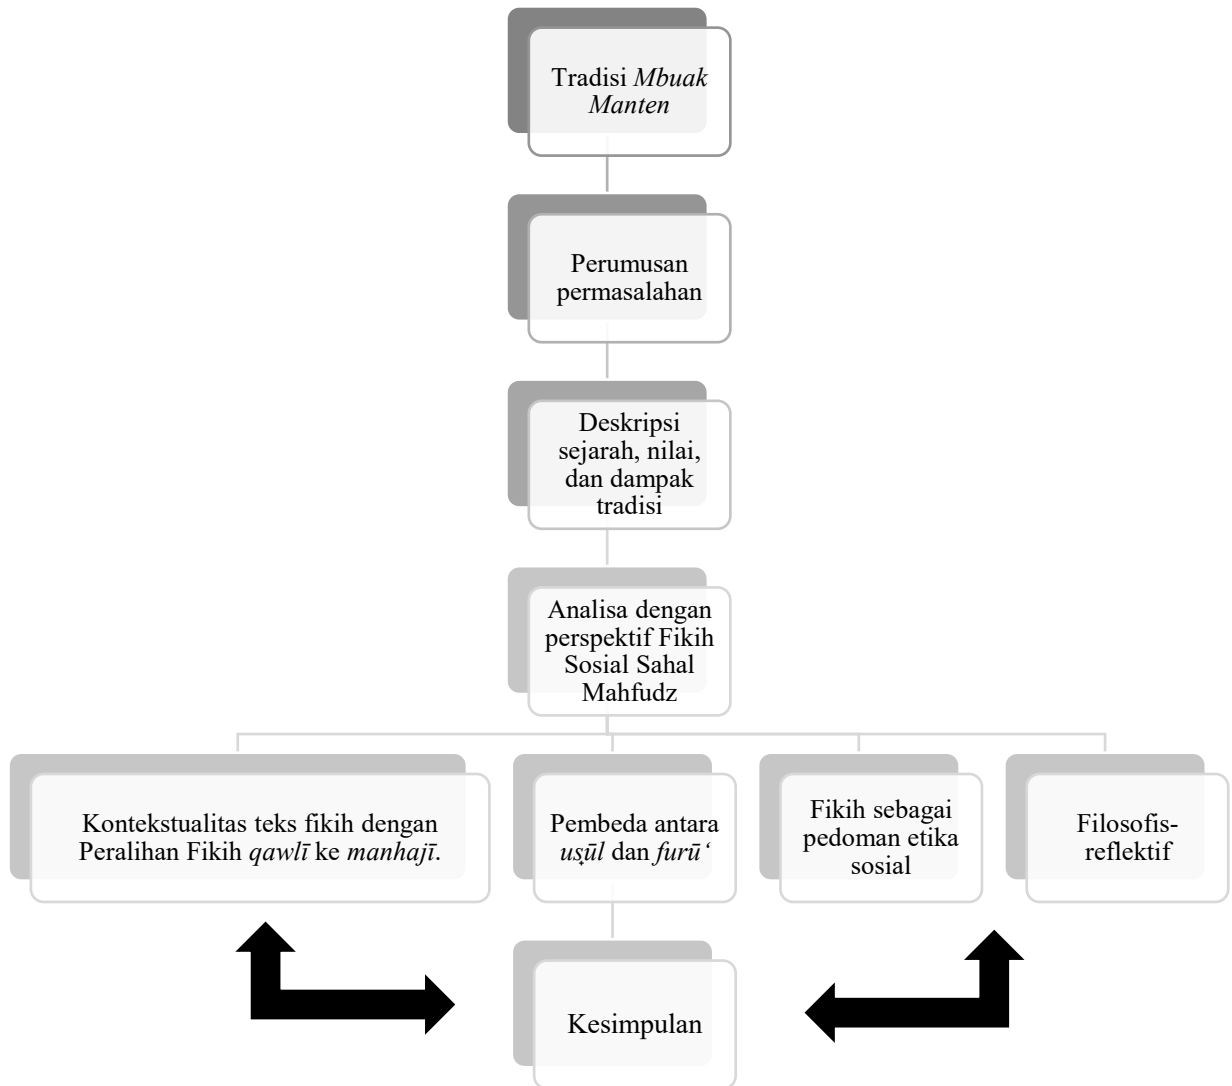 Tradisi Mbuak
Manten
Perumusan
permasalahan
Deskripsi
sejarah, nilai,
dan dampak
tradisi
Analisa dengan
perspektif Fikih
Sosial Sahal
Mahfudz
Kontekstualitas teks fikih dengan
Peralihan Fikih qawlī ke manhajī.
Pembeda antara
uṣūl dan furū‘
Fikih sebagai
pedoman etika
sosial
Filosofis-
reflektif
Kesimpulan